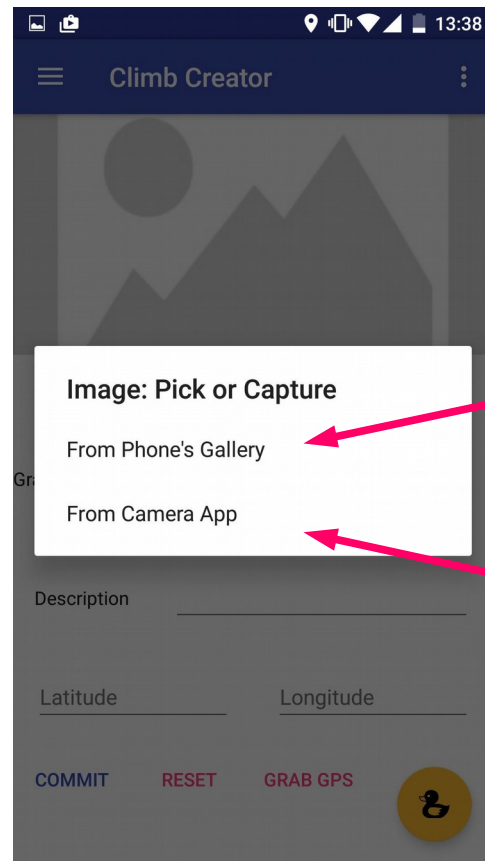 13:38
Climb Creator
Image: Pick or Capture
From Phone's Gallery
Gr
From Camera App
Description
Latitude Longitude
COMMIT RESET GRAB GPS